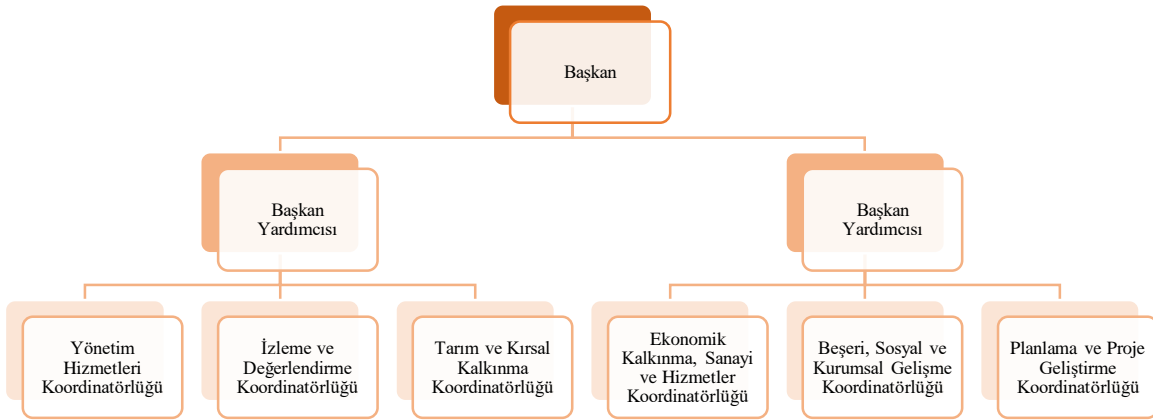 Başkan
Başkan
Yardımcısı
Başkan
Yardımcısı
Yönetim
Hizmetleri
Koordinatörlüğü
İzleme ve
Değerlendirme
Koordinatörlüğü
Tarım ve Kırsal
Kalkınma
Koordinatörlüğü
Ekonomik
Kalkınma, Sanayi
ve Hizmetler
Koordinatörlüğü
Beşeri, Sosyal ve
Kurumsal Gelişme
Koordinatörlüğü
Planlama ve Proje
Geliştirme
Koordinatörlüğü